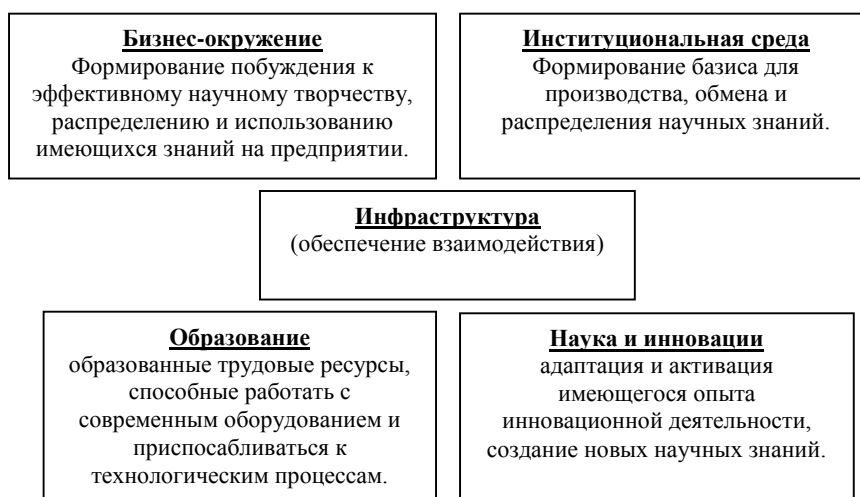 Бизнес-окружение
Формирование побуждения к
эффективному научному творчеству,
распределению и использованию
имеющихся знаний на предприятии.
Институциональная среда
Формирование базиса для
производства, обмена и
распределения научных знаний.
Инфраструктура
(обеспечение взаимодействия)
Образование
образованные трудовые ресурсы,
способные работать с
современным оборудованием и
приспосабливаться к
технологическим процессам.
Наука и инновации
адаптация и активация
имеющегося опыта
инновационной деятельности,
создание новых научных знаний.